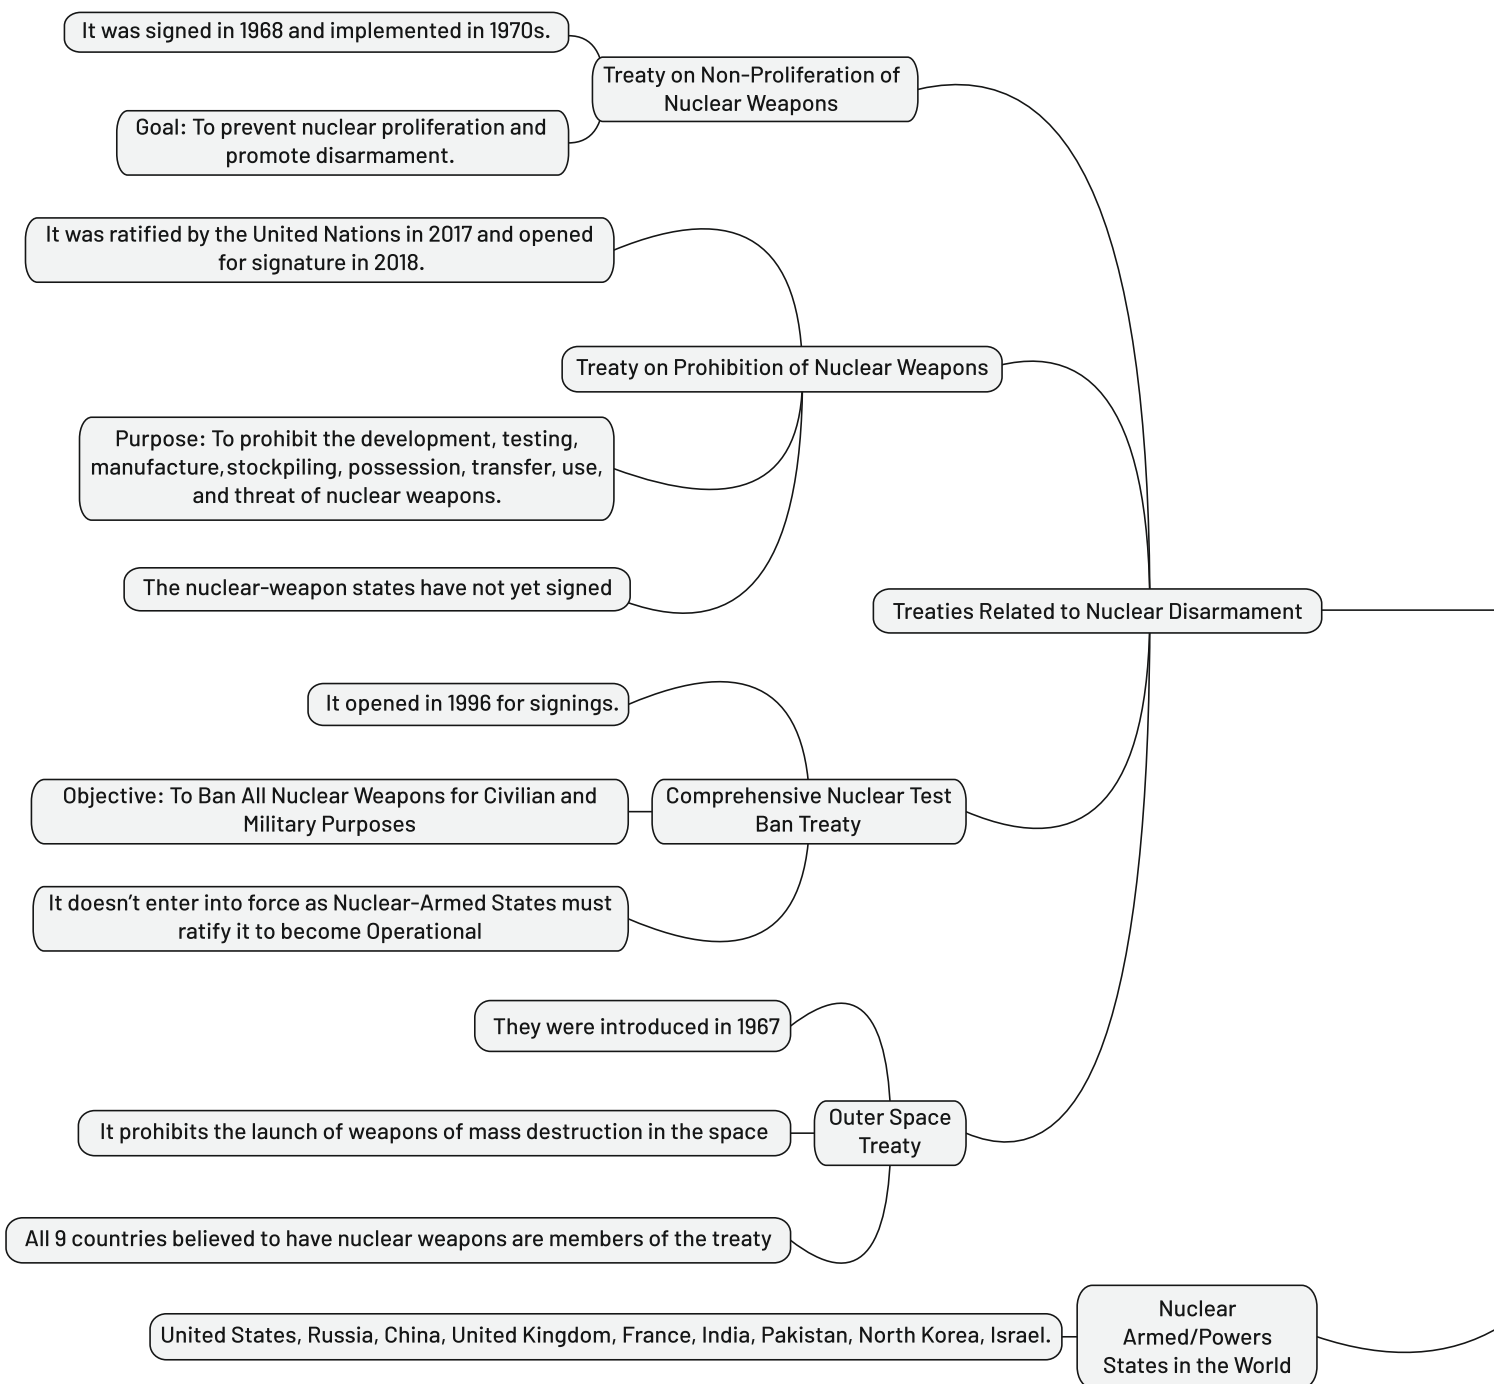 It was signed in 1968 and implemented in 1970s.
Treaty on Non-Proliferation of
Nuclear Weapons
Goal: To prevent nuclear proliferation and
promote disarmament.
It was ratified by the United Nations in 2017 and opened
for signature in 2018.
Treaty on Prohibition of Nuclear Weapons
Purpose: To prohibit the development, testing,
manufacture, stockpiling, possession, transfer, use,
and threat of nuclear weapons.
The nuclear-weapon states have not yet signed
Treaties Related to Nuclear Disarmament
It opened in 1996 for signings.
Objective: To Ban All Nuclear Weapons for Civilian and
Military Purposes
Comprehensive Nuclear Test
Ban Treaty
It doesn't enter into force as Nuclear-Armed States must
ratify it to become Operational
They were introduced in 1967
Outer Space
Treaty
It prohibits the launch of weapons of mass destruction in the space
All 9 countries believed to have nuclear weapons are members of the treaty
Nuclear
Armed/Powers
States in the World
United States, Russia, China, United Kingdom, France, India, Pakistan, North Korea, Israel.